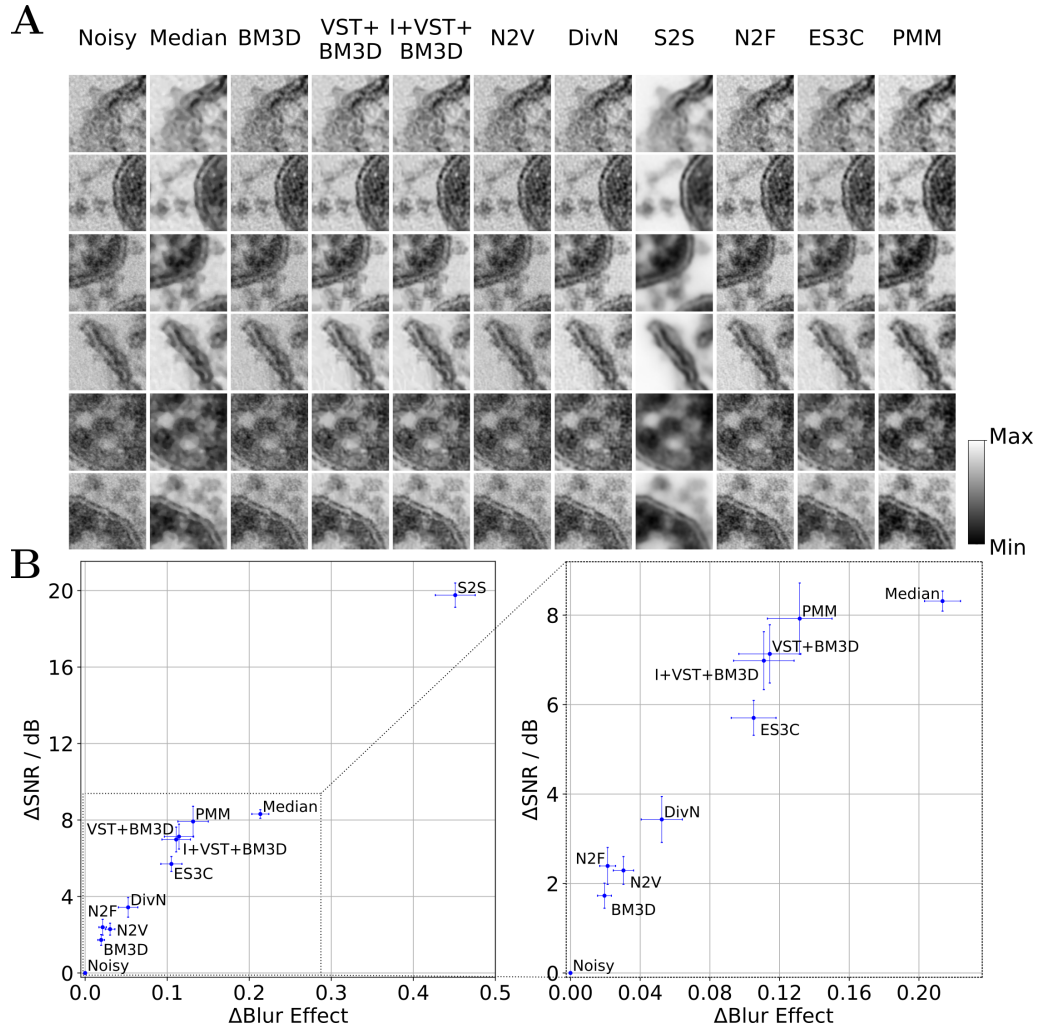 A
Noisy Median BM3D VST+ BM3D I+VST+ BM3D N2V DivN S2S N2F ES3C PMM
Max
Min
B
20
16
12
8
4
0
ΔSNR / dB
S2S
Median
PMM
VST+BM3D
I+VST+BM3D
ES3C
DivN
N2F
N2V
BM3D
Noisy
0.0 0.1 0.2 0.3 0.4 0.5
ΔBlur Effect
8
6
4
2
0
ΔSNR / dB
Median
PMM
VST+BM3D
I+VST+BM3D
ES3C
DivN
N2F
N2V
BM3D
Noisy
0.00 0.04 0.08 0.12 0.16 0.20
ΔBlur Effect